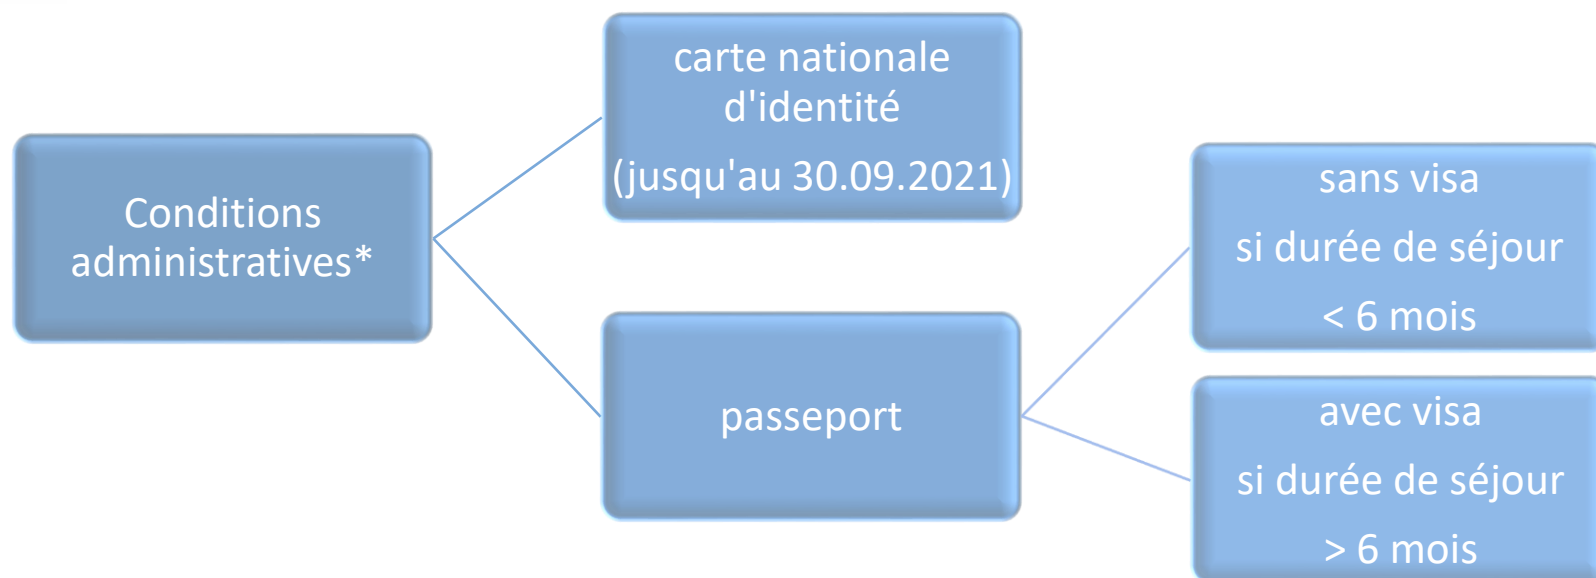 carte nationale
d'identité
(jusqu'au 30.09.2021)
Conditions
administratives*
passeport
sans visa
si durée de séjour
< 6 mois
avec visa
si durée de séjour
> 6 mois